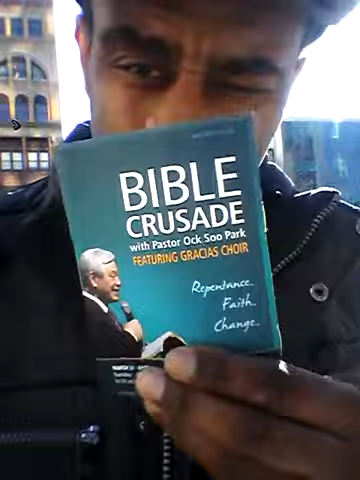 BIBLE
CRUSADE
with Pastor Ock Soo Park
FEATURING GRACIAS CHOIR
Repentance..
Faith..
Change..